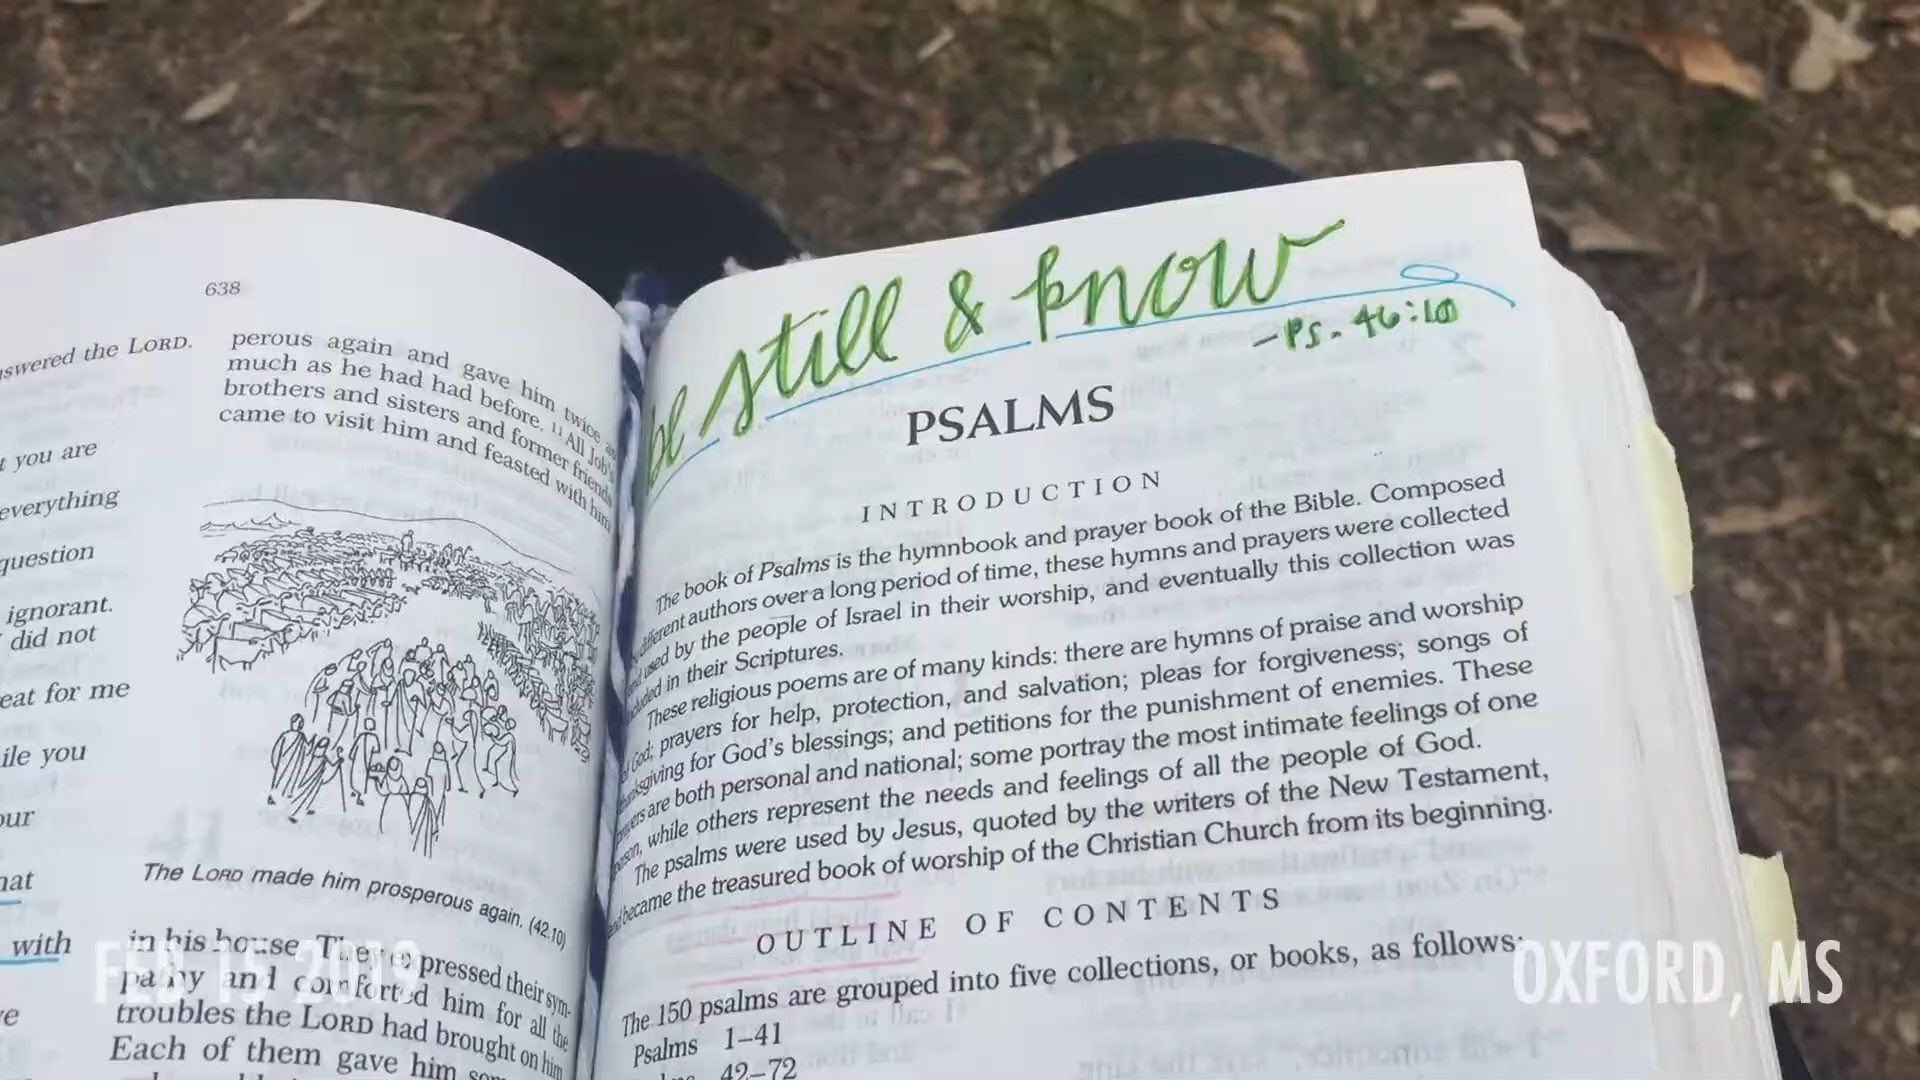 638
answered the LORD.
t you are
everything
question
ignorant.
did not
eat for me
ile you
our
hat
with
perous again and gave him twice as
much as he had had before. 11 All Job's
brothers and sisters and former friends
came to visit him and feasted with him
The LORD made him prosperous again. (42.10)
in his house. They expressed their sym-
pathy and comforted him for all the
troubles the LORD had brought on him
Each of them gave him
be still & know
-PS. 46:10
PSALMS
INTRODUCTION
The book of Psalms is the hymnbook and prayer book of the Bible. Composed
different authors over a long period of time, these hymns and prayers were collected
and used by the people of Israel in their worship, and eventually this collection was
included in their Scriptures.
These religious poems are of many kinds: there are hymns of praise and worship
of God; prayers for help, protection, and salvation; pleas for forgiveness; songs of
thanksgiving for God's blessings; and petitions for the punishment of enemies. These
prayers are both personal and national; some portray the most intimate feelings of one
person, while others represent the needs and feelings of all the people of God.
The psalms were used by Jesus, quoted by the writers of the New Testament,
and became the treasured book of worship of the Christian Church from its beginning.
OUTLINE OF CONTENTS
The 150 psalms are grouped into five collections, or books, as follows:
Psalms 1–41
42–72
FEB 15 2019
OXFORD, MS